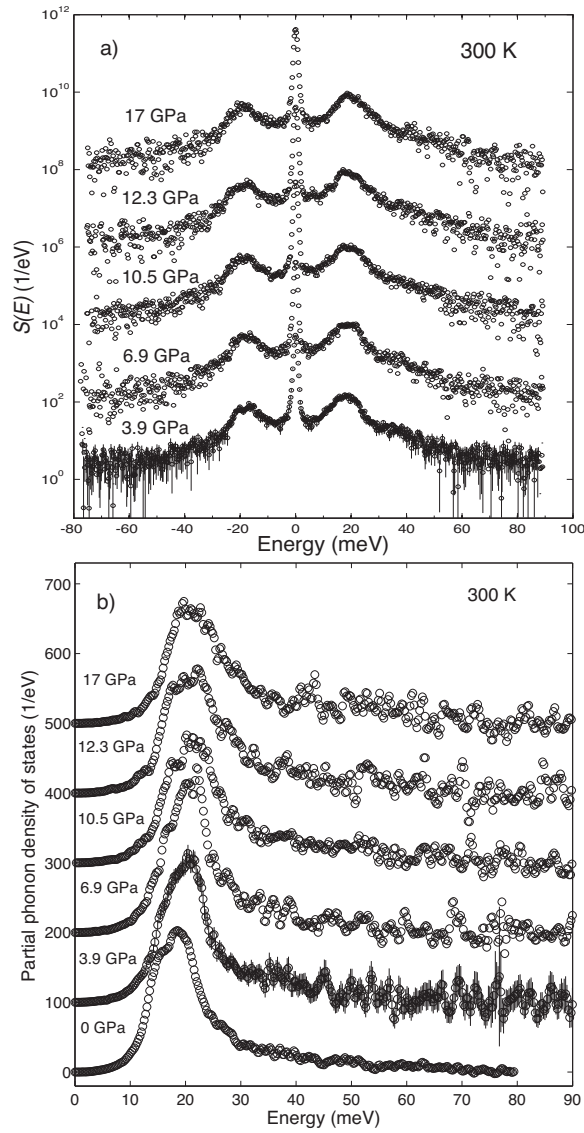 a)
300 K
10^12
10^10
10^8
10^6
10^4
10^2
10^0
S(E) (1/eV)
17 GPa
12.3 GPa
10.5 GPa
6.9 GPa
3.9 GPa
-80 -60 -40 -20 0 20 40 60 80 100
Energy (meV)
b)
300 K
700
600
500
400
300
200
100
0
Partial phonon density of states (1/eV)
17 GPa
12.3 GPa
10.5 GPa
6.9 GPa
3.9 GPa
0 GPa
0 10 20 30 40 50 60 70 80 90
Energy (meV)